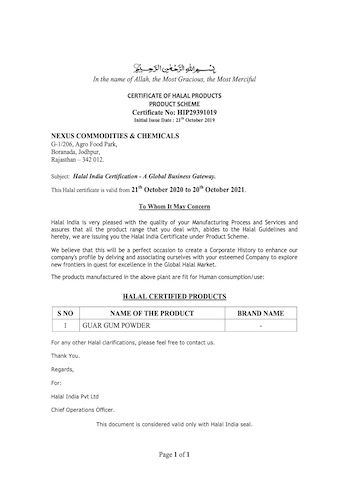 بسم الله الرحمن الرحيم
In the name of Allah, the Most Gracious, the Most Merciful
CERTIFICATE OF HALAL PRODUCTS
PRODUCT SCHEME
Certificate No: HIP29391019
Initial Issue Date : 21st October 2019
NEXUS COMMODITIES & CHEMICALS
G-1/206, Agro Food Park,
Boranada, Jodhpur,
Rajasthan – 342 012.
Subject: Halal India Certification - A Global Business Gateway.
This Halal certificate is valid from 21st October 2020 to 20th October 2021.
To Whom It May Concern
Halal India is very pleased with the quality of your Manufacturing Process and Services and
assures that all the product range that you deal with, abides to the Halal Guidelines and
hereby, we are issuing you the Halal India Certificate under Product Scheme.
We believe that this will be a perfect occasion to create a Corporate History to enhance our
company's profile by delving and associating ourselves with your esteemed Company to explore
new frontiers in quest for excellence in the Global Halal Market.
The products manufactured in the above plant are fit for Human consumption/use:
HALAL CERTIFIED PRODUCTS
S NO NAME OF THE PRODUCT BRAND NAME
1 GUAR GUM POWDER -
For any other Halal clarifications, please feel free to contact us.
Thank You.
Regards,
For:
Halal India Pvt Ltd
Chief Operations Officer.
This document is considered valid only with Halal India seal.
Page 1 of 1